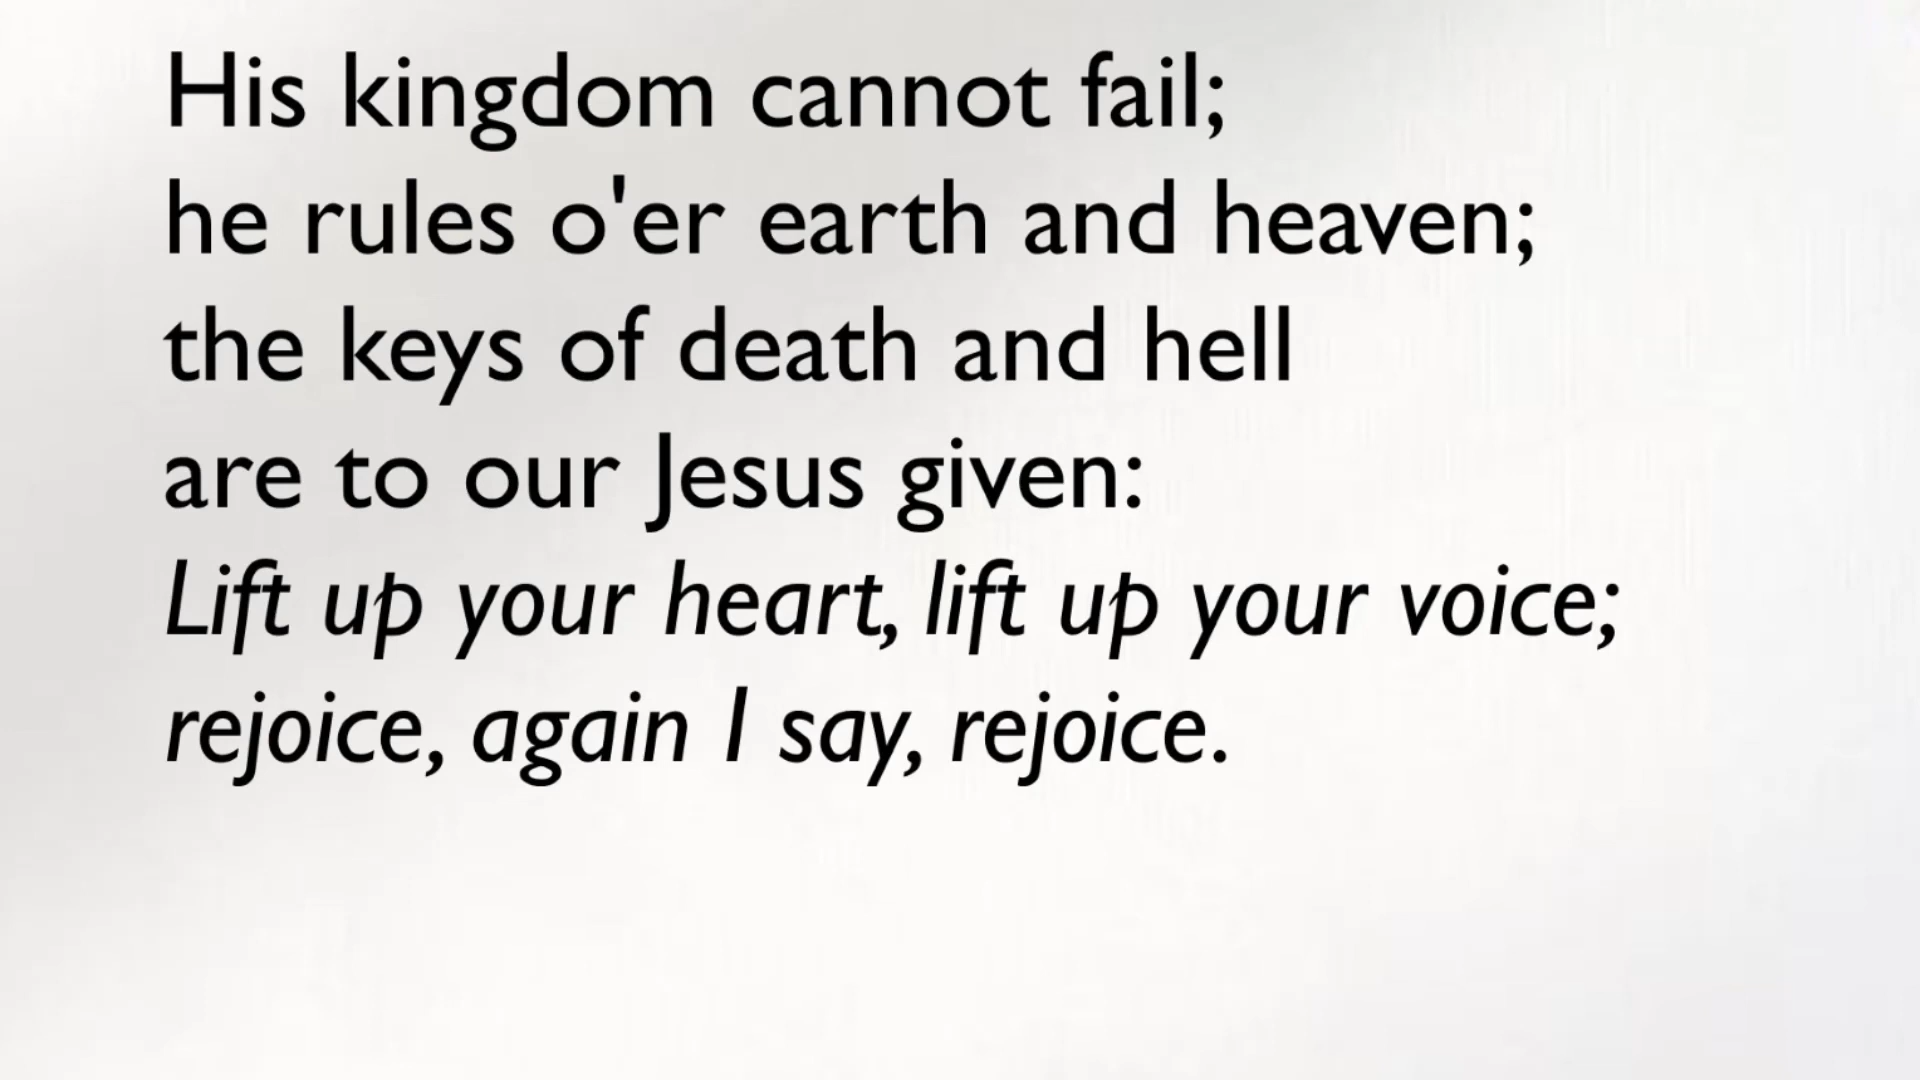 His kingdom cannot fail;
he rules o'er earth and heaven;
the keys of death and hell
are to our Jesus given:
Lift up your heart, lift up your voice;
rejoice, again I say, rejoice.